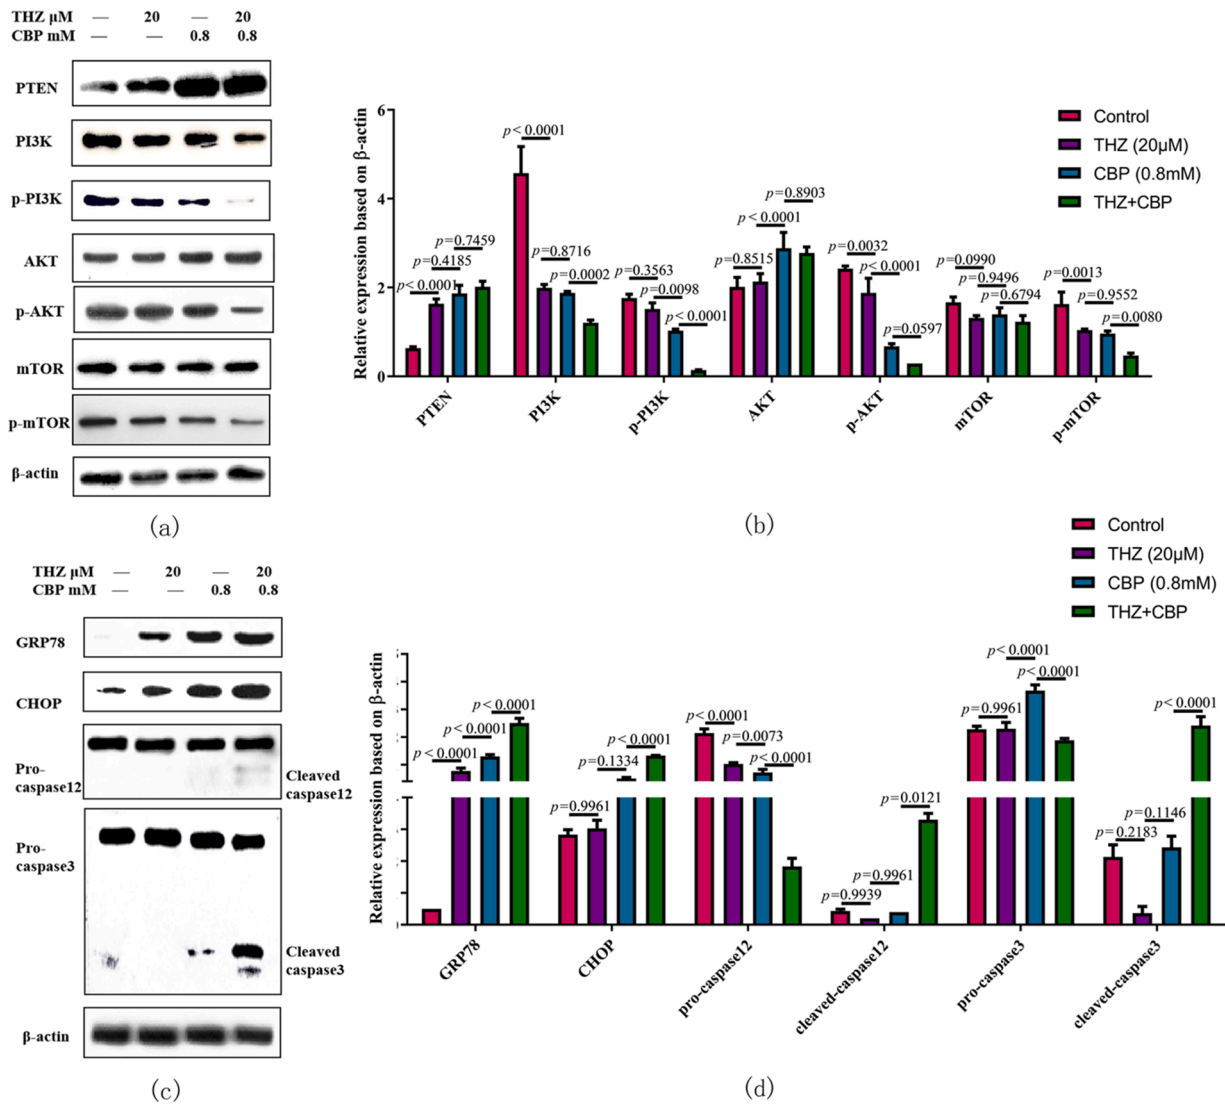 THZ μM — 20 — 20
CBP mM — — 0.8 0.8
PTEN
PI3K
p-PI3K
AKT
p-AKT
mTOR
p-mTOR
β-actin
(a)
Relative expression based on β-actin
6
4
2
0
p< 0.0001
p=0.4185
p=0.7459
p< 0.0001
p=0.8716
p=0.0002
p=0.3563
p=0.0098
p< 0.0001
p=0.8515
p< 0.0001
p=0.8903
p=0.0032
p< 0.0001
p=0.0597
p=0.0990
p=0.9496
p=0.6794
p=0.0013
p=0.9552
p=0.0080
PTEN
PI3K
p-PI3K
AKT
p-AKT
mTOR
p-mTOR
Control
THZ (20μM)
CBP (0.8mM)
THZ+CBP
(b)
THZ μM — 20 — 20
CBP mM — — 0.8 0.8
GRP78
CHOP
Pro-
caspase12
Cleaved
caspase12
Pro-
caspase3
Cleaved
caspase3
β-actin
(c)
Control
THZ (20μM)
CBP (0.8mM)
THZ+CBP
Relative expression based on β-actin
p< 0.0001
p< 0.0001
p< 0.0001
p=0.9961
p=0.1334
p< 0.0001
p< 0.0001
p=0.0073
p< 0.0001
p=0.9939
p=0.9961
p=0.0121
p=0.9961
p< 0.0001
p< 0.0001
p=0.2183
p=0.1146
p< 0.0001
GRP78
CHOP
pro-caspase12
cleaved-caspase12
pro-caspase3
cleaved-caspase3
(d)